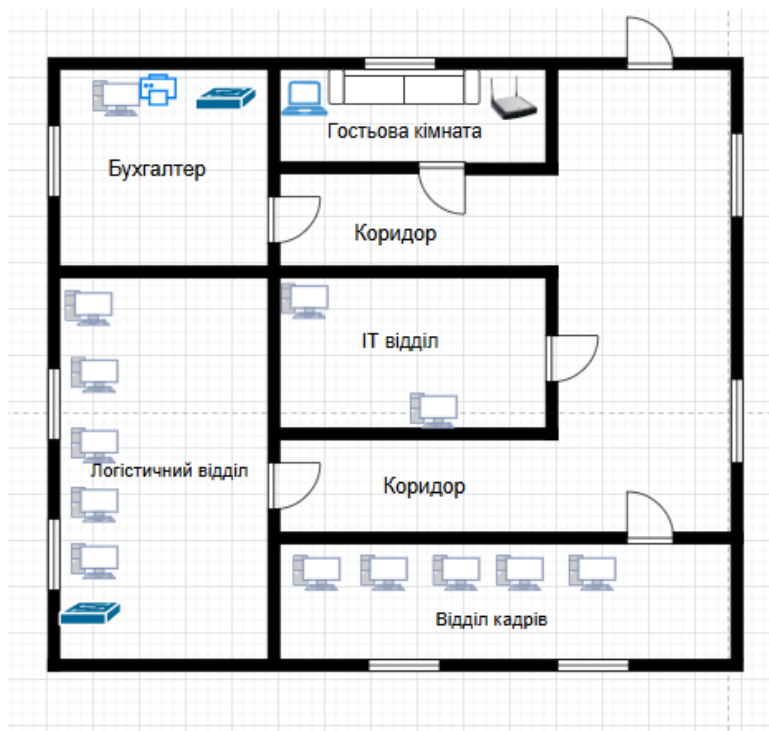 Гостьова кімната
Бухгалтер
Коридор
ІТ відділ
Логістичний відділ
Коридор
Відділ кадрів